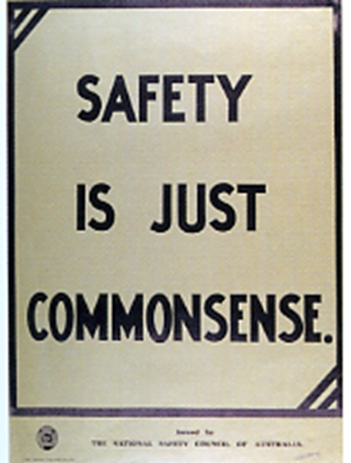 SAFETY
IS JUST
COMMONSENSE.
Issued by
THE NATIONAL SAFETY COUNCIL OF AUSTRALIA.